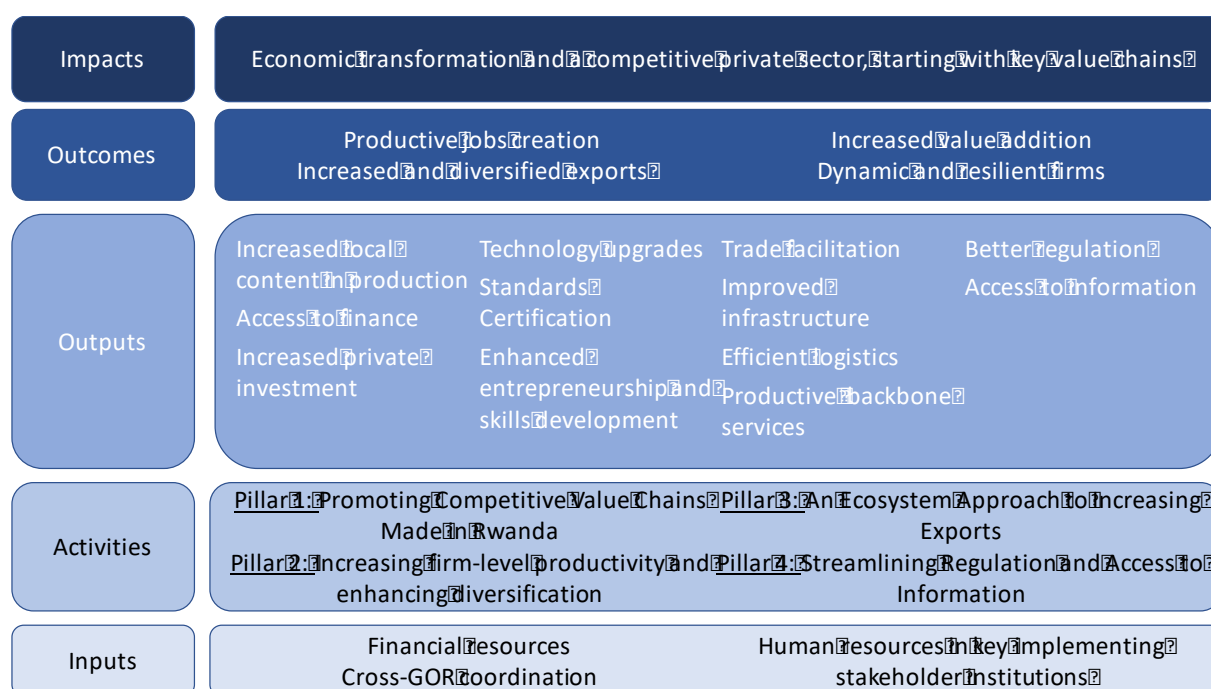 Impacts
Economic transformation and a competitive private sector, starting with key value chains
Outcomes
Productive jobs creation
Increased and diversified exports
Increased value addition
Dynamic and resilient firms
Outputs
Increased local
content in production
Access to finance
Increased private
investment
Technology upgrades
Standards
Certification
Enhanced
entrepreneurship and
skills development
Trade facilitation
Improved
infrastructure
Efficient logistics
Productive backbone
services
Better regulation
Access to information
Activities
Pillar 1: Promoting Competitive Value Chains
Made in Rwanda
Pillar 2: Increasing firm-level productivity and
enhancing diversification
Pillar 3: An Ecosystem Approach to Increasing
Exports
Pillar 4: Streamlining Regulation and Access to
Information
Inputs
Financial resources
Cross-GOR coordination
Human resources in key implementing
stakeholder institutions